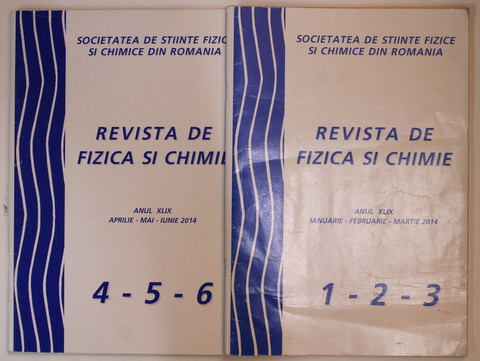 SOCIETATEA DE STIINTE FIZICE
SI CHIMICE DIN ROMANIA
REVISTA DE
FIZICA SI CHIMIE
ANUL XLIX
APRILIE - MAI - IUNIE 2014
4 - 5 - 6
SOCIETATEA DE STIINTE FIZICE
SI CHIMICE DIN ROMANIA
REVISTA DE
FIZICA SI CHIMIE
ANUL XLIX
IANUARIE - FEBRUARIE - MARTIE 2014
1 - 2 - 3